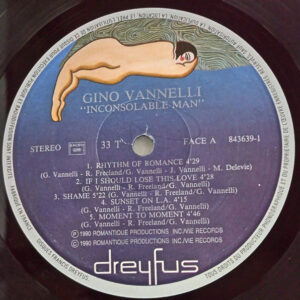 GINO VANNELLI
"INCONSOLABLE MAN"
STEREO
33 T
FACE A
843639-1
1. RHYTHM OF ROMANCE 4'29
(G. Vannelli - R. Freeland/G. Vannelli - J. Vannelli - M. Delevie)
2. IF I SHOULD LOSE THIS LOVE 4'28
(G. Vannelli - R. Freeland/G. Vannelli)
3. SHAME 5'22 (G. Vannelli - R. Freeland/G. Vannelli)
4. SUNSET ON L.A. 4'15
(G. Vannelli - R. Freeland/G. Vannelli)
5. MOMENT TO MOMENT 4'46
(G. Vannelli - R. Freeland/G. Vannelli)
℗ 1990 ROMANTIQUE PRODUCTIONS INC./VIE RECORDS
© 1990 ROMANTIQUE PRODUCTIONS INC./VIE RECORDS
dreyfus